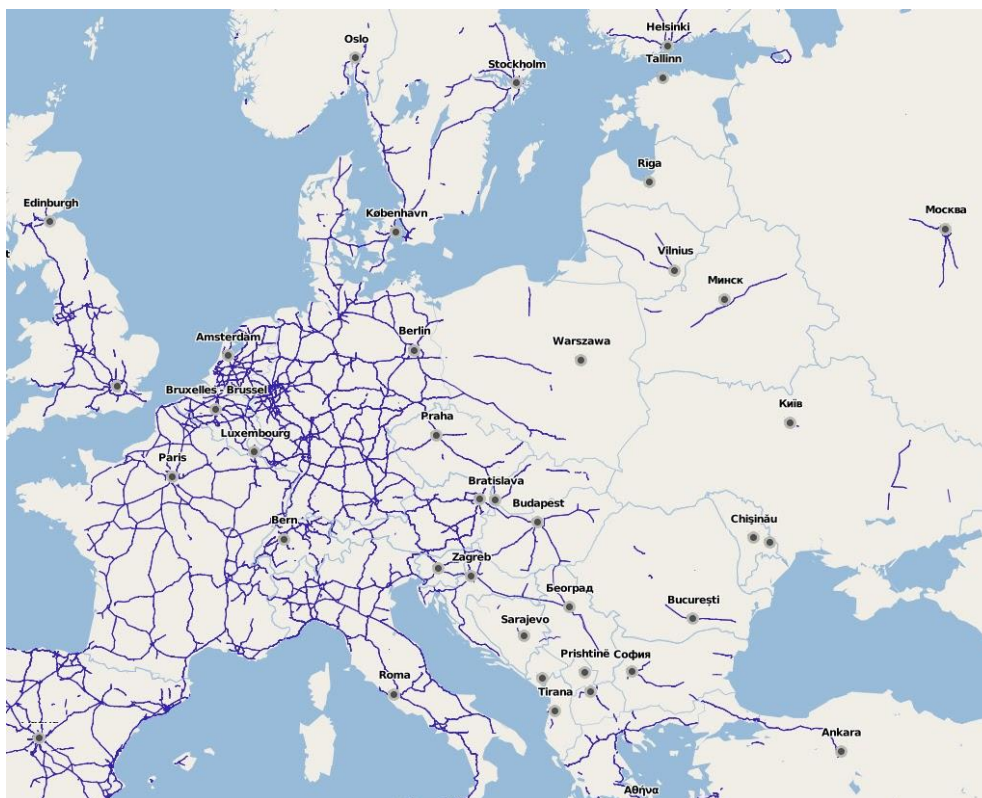 Helsinki
Oslo
Tallinn
Stockholm
Riga
Edinburgh
København
Москва
t
Vilnius
Минск
Amsterdam
Berlin
Warszawa
Bruxelles - Brussel
Київ
Praha
Luxembourg
Paris
Bratislava
Budapest
Bern
Chișinău
Zagreb
Београд
București
Sarajevo
Prishtinë
София
Roma
Tirana
Ankara
Αθήνα